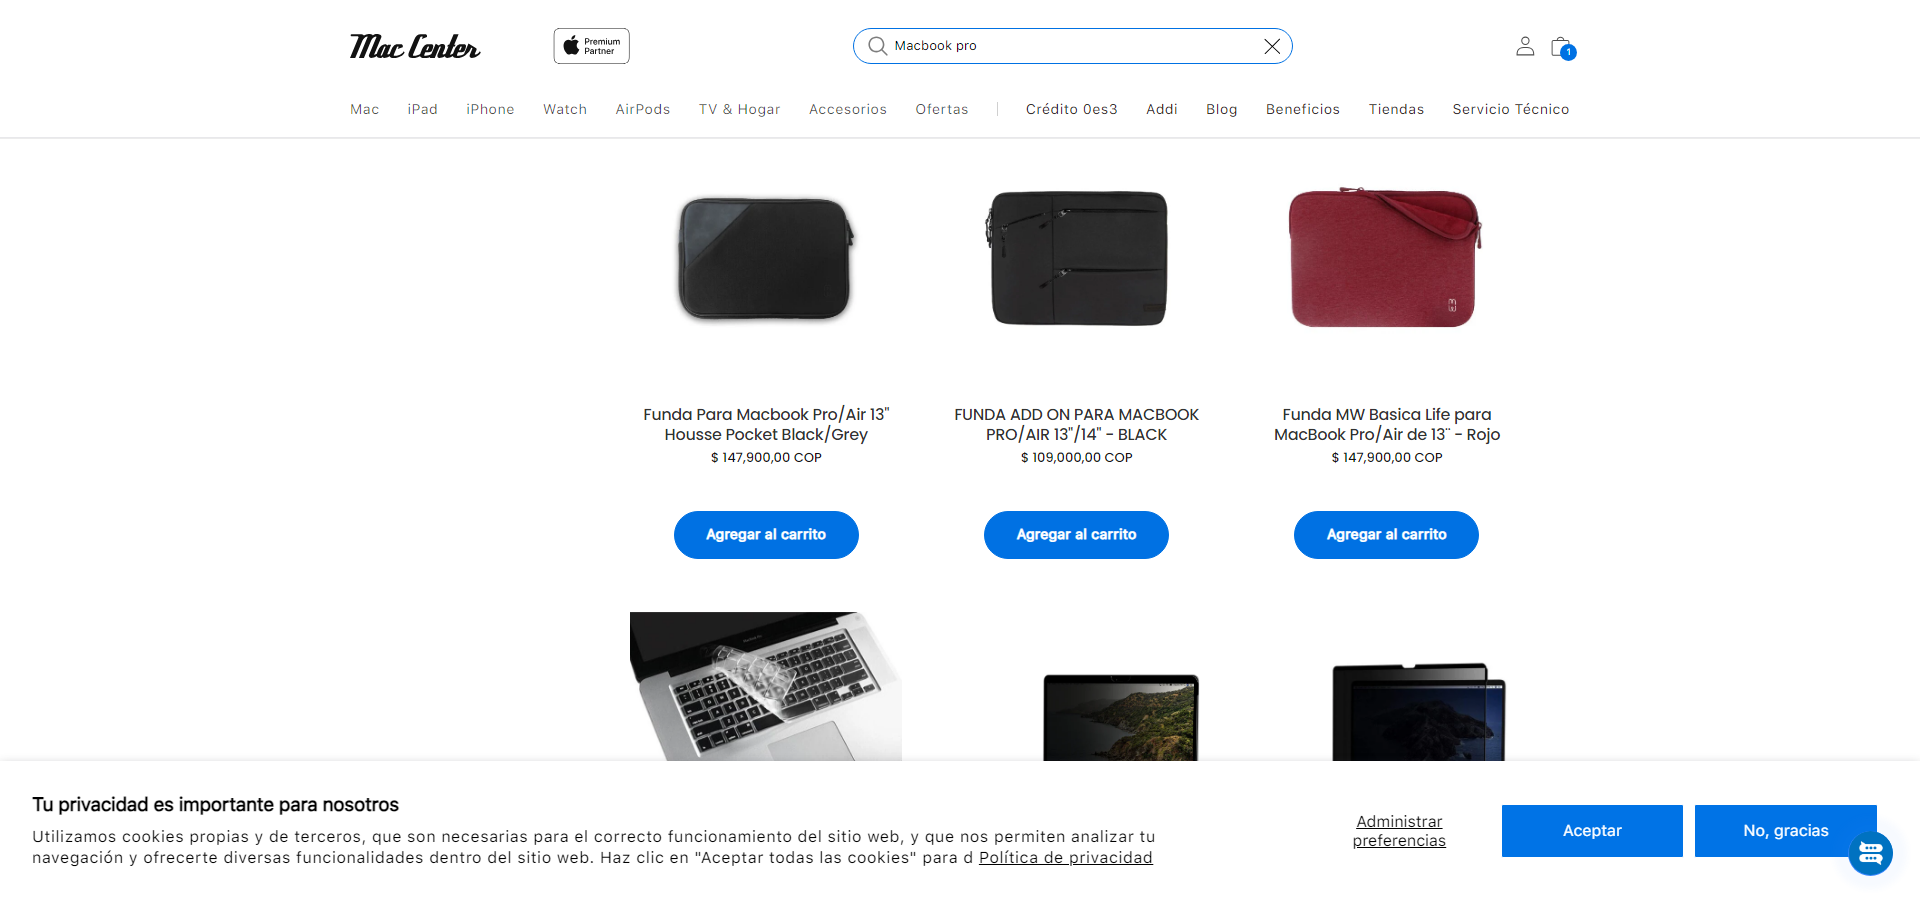 Mac Center
Premium
Partner
Macbook pro
1
Mac
iPad
iPhone
Watch
AirPods
TV & Hogar
Accesorios
Ofertas
Crédito 0es3
Addi
Blog
Beneficios
Tiendas
Servicio Técnico
Funda Para Macbook Pro/Air 13"
Housse Pocket Black/Grey
$ 147,900,00 COP
Agregar al carrito
FUNDA ADD ON PARA MACBOOK
PRO/AIR 13"/14" - BLACK
$ 109,000,00 COP
Agregar al carrito
Funda MW Basica Life para
MacBook Pro/Air de 13¨ - Rojo
$ 147,900,00 COP
Agregar al carrito
Tu privacidad es importante para nosotros
Utilizamos cookies propias y de terceros, que son necesarias para el correcto funcionamiento del sitio web, y que nos permiten analizar tu
navegación y ofrecerte diversas funcionalidades dentro del sitio web. Haz clic en "Aceptar todas las cookies" para d Política de privacidad
Administrar
preferencias
Aceptar
No, gracias